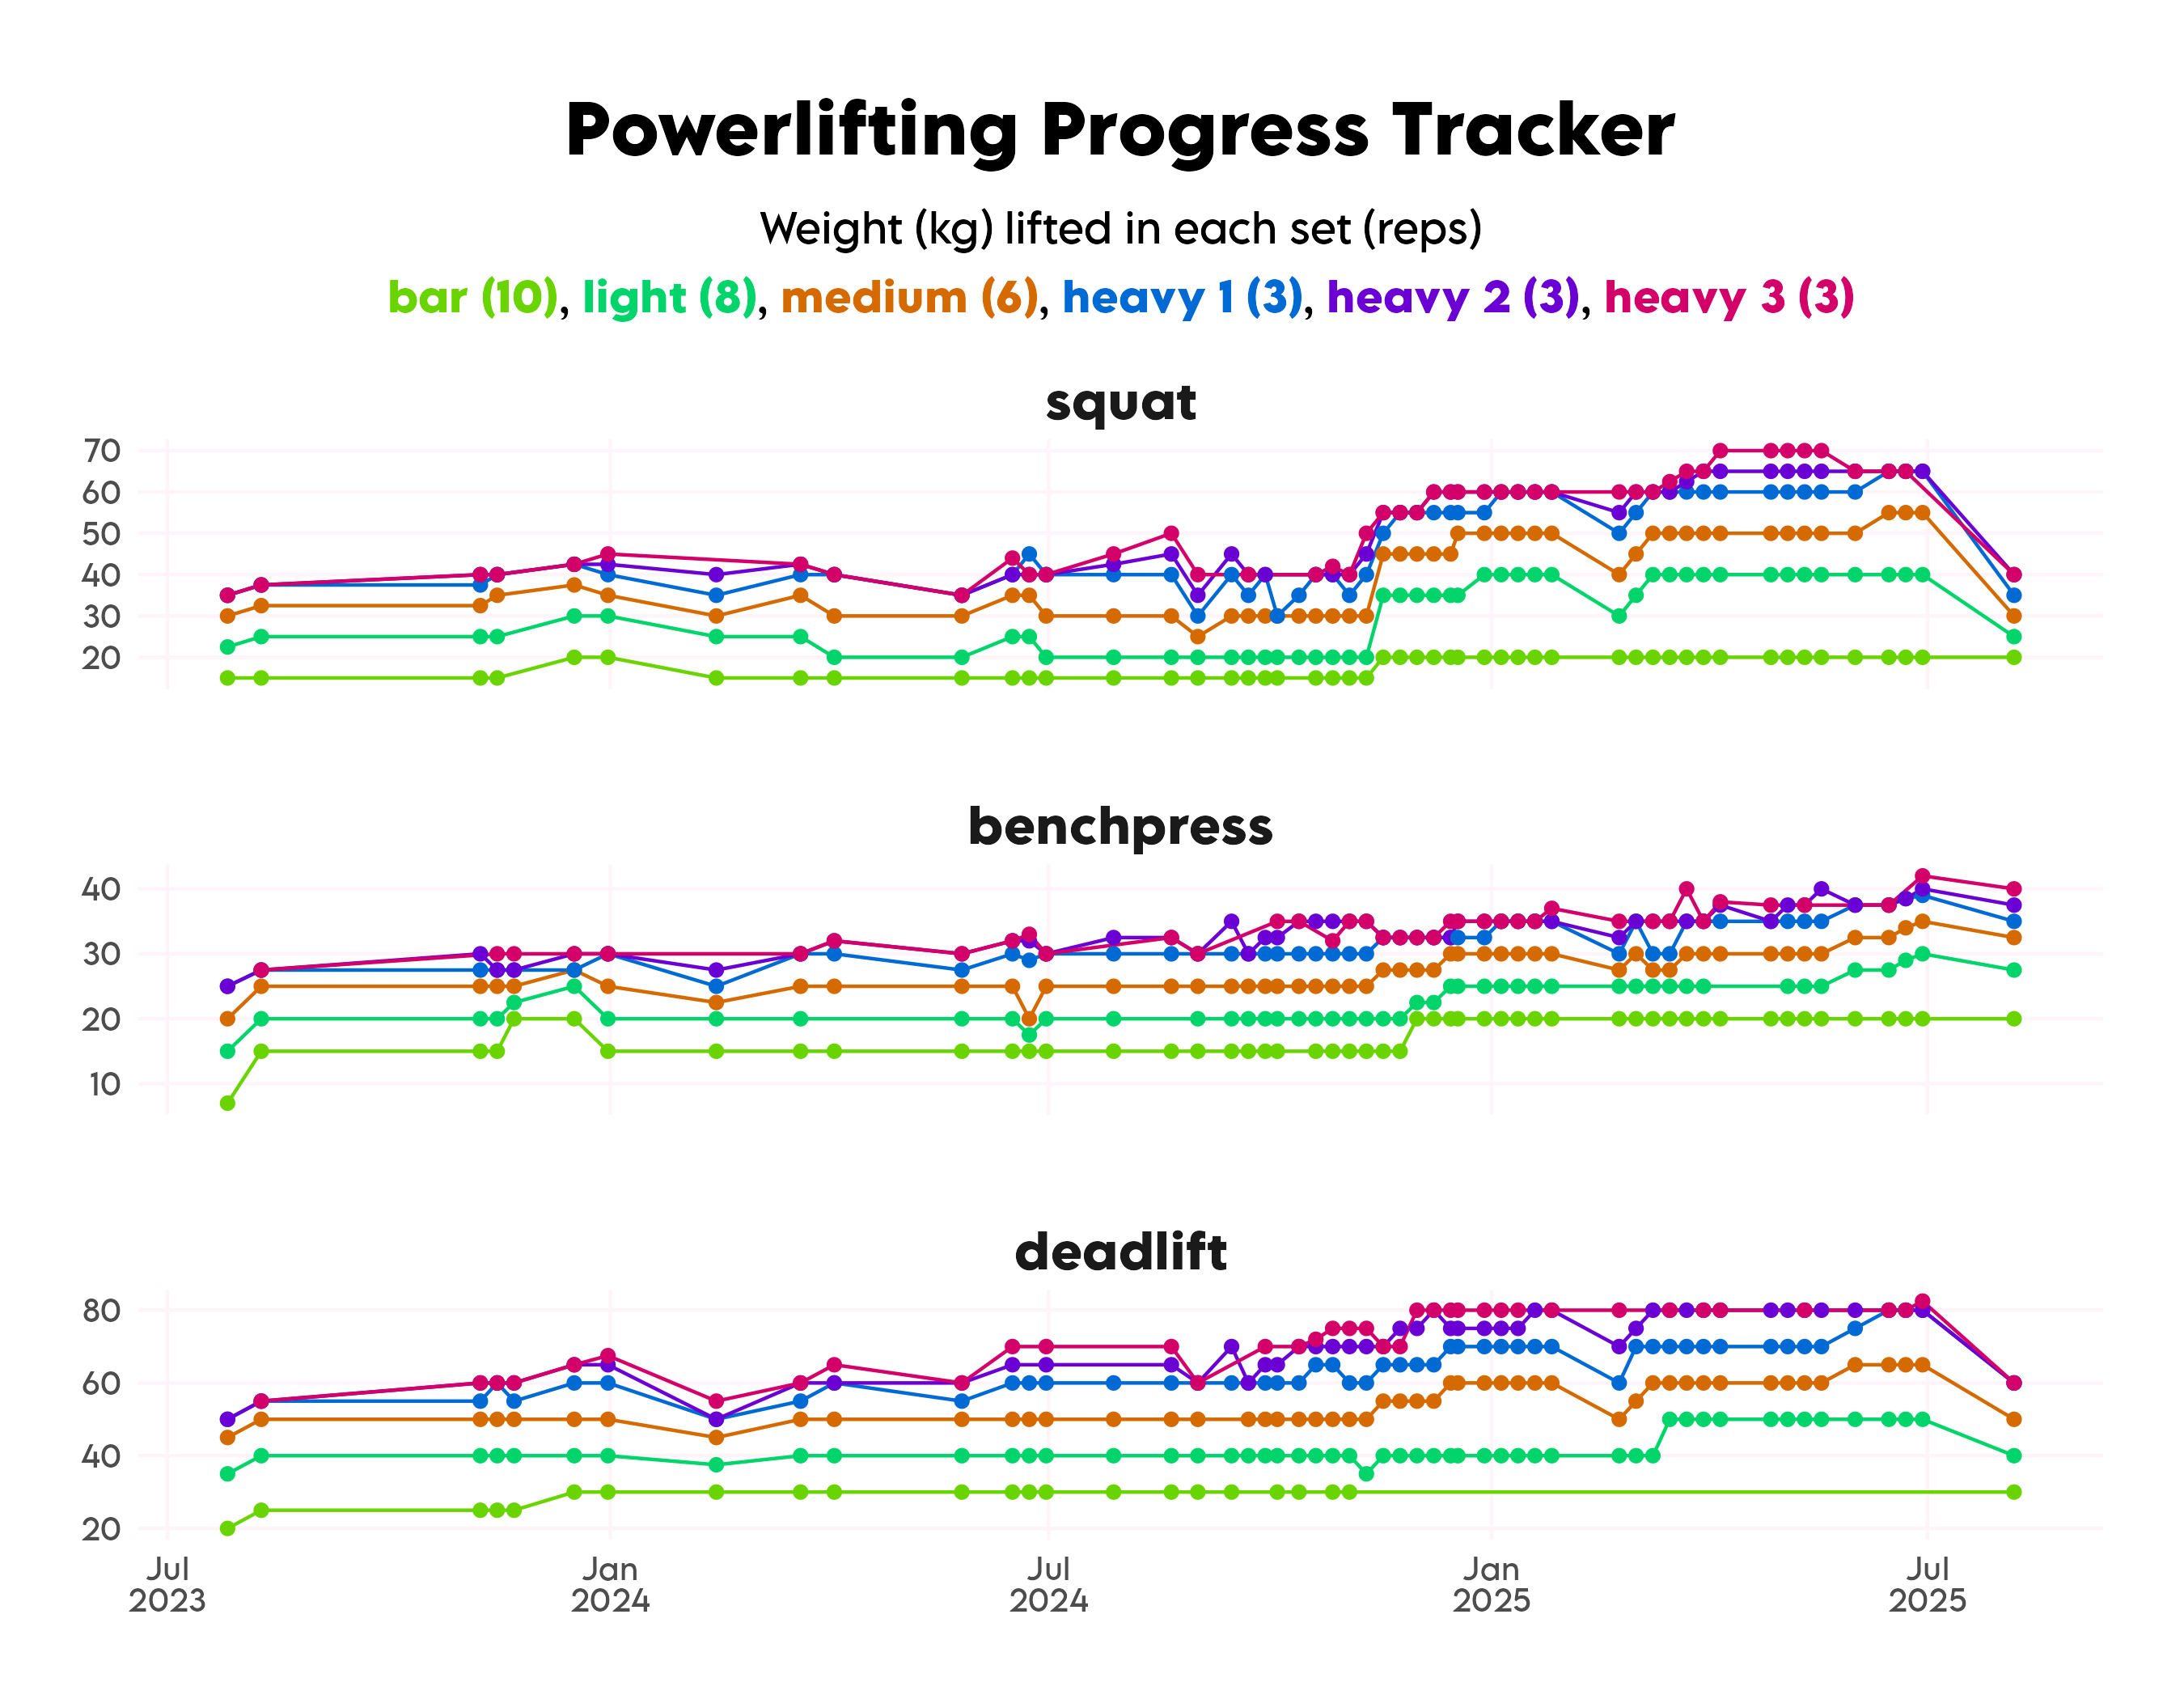 Powerlifting Progress Tracker
Weight (kg) lifted in each set (reps)
bar (10), light (8), medium (6), heavy 1 (3), heavy 2 (3), heavy 3 (3)
squat
70
60
50
40
30
20
benchpress
40
30
20
10
deadlift
80
60
40
20
Jul Jan Jul Jan Jul
2023 2024 2024 2025 2025